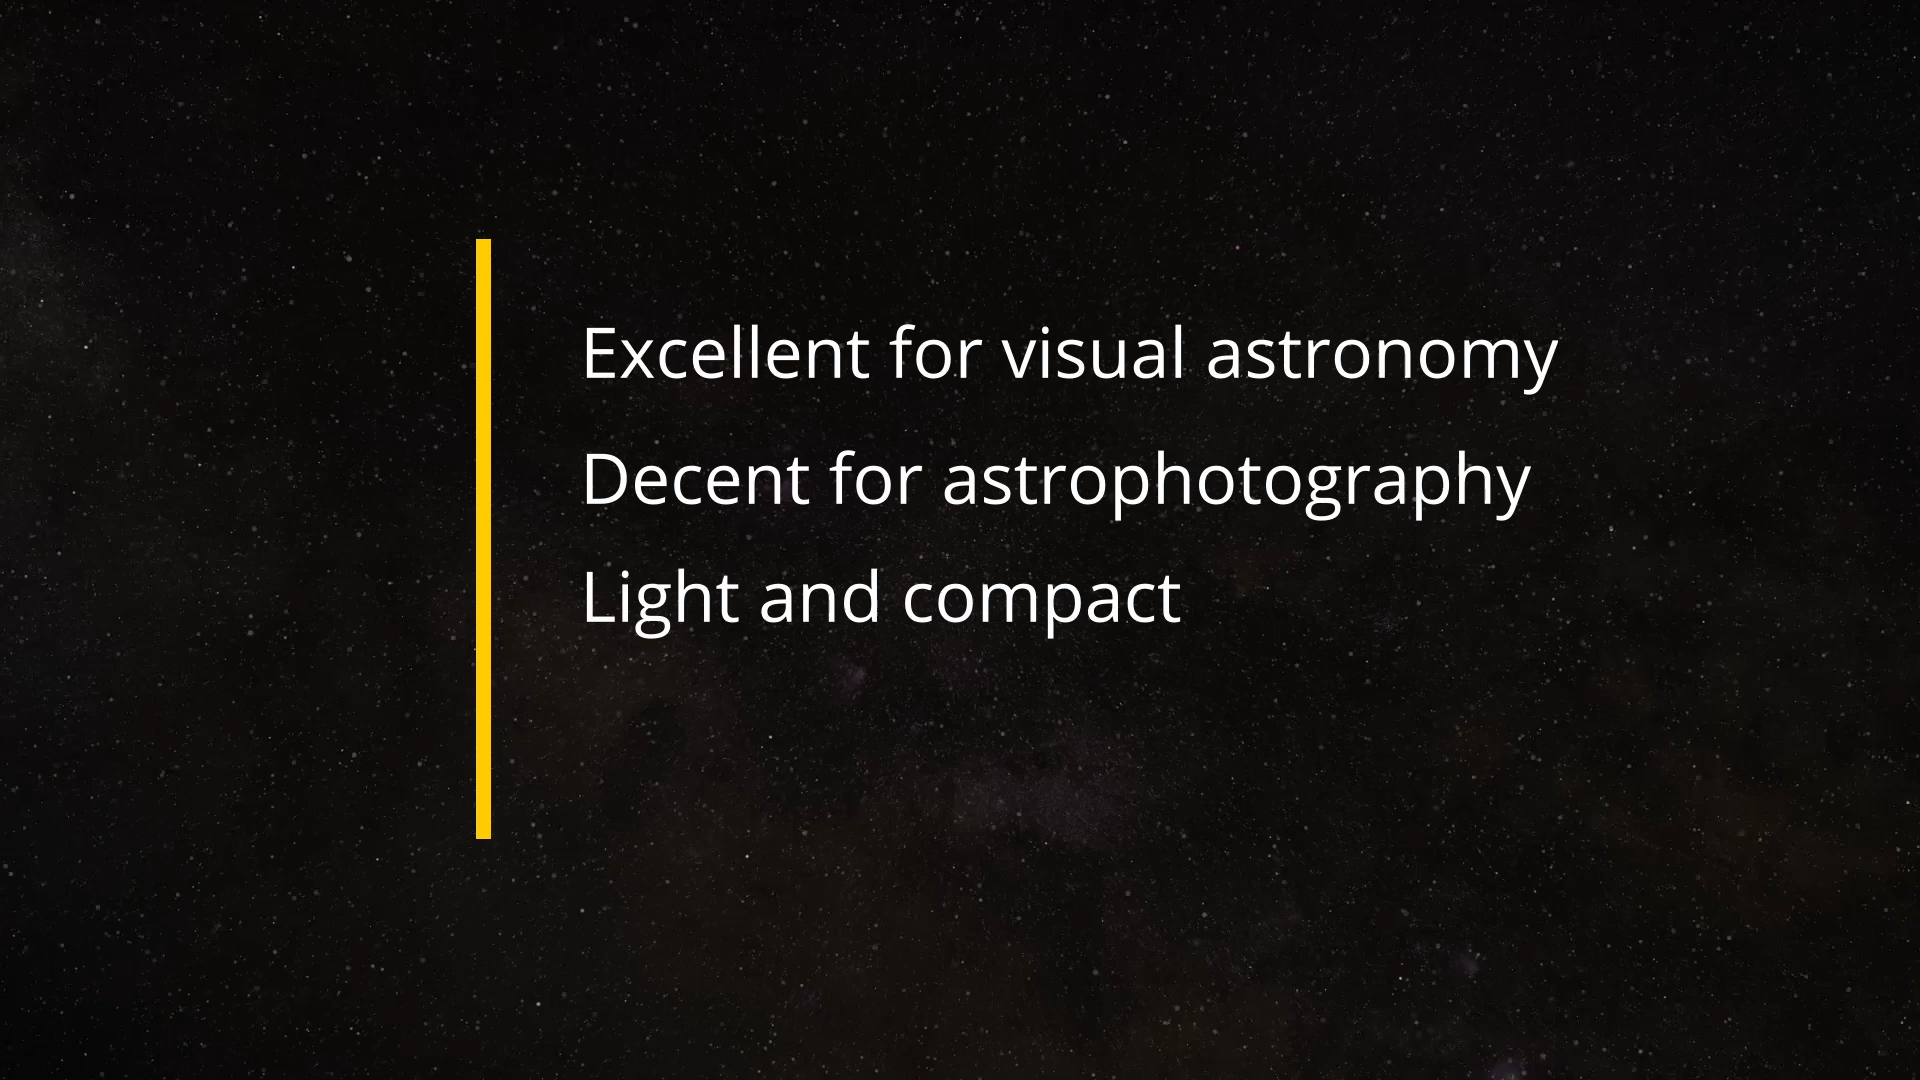 Excellent for visual astronomy
Decent for astrophotography
Light and compact